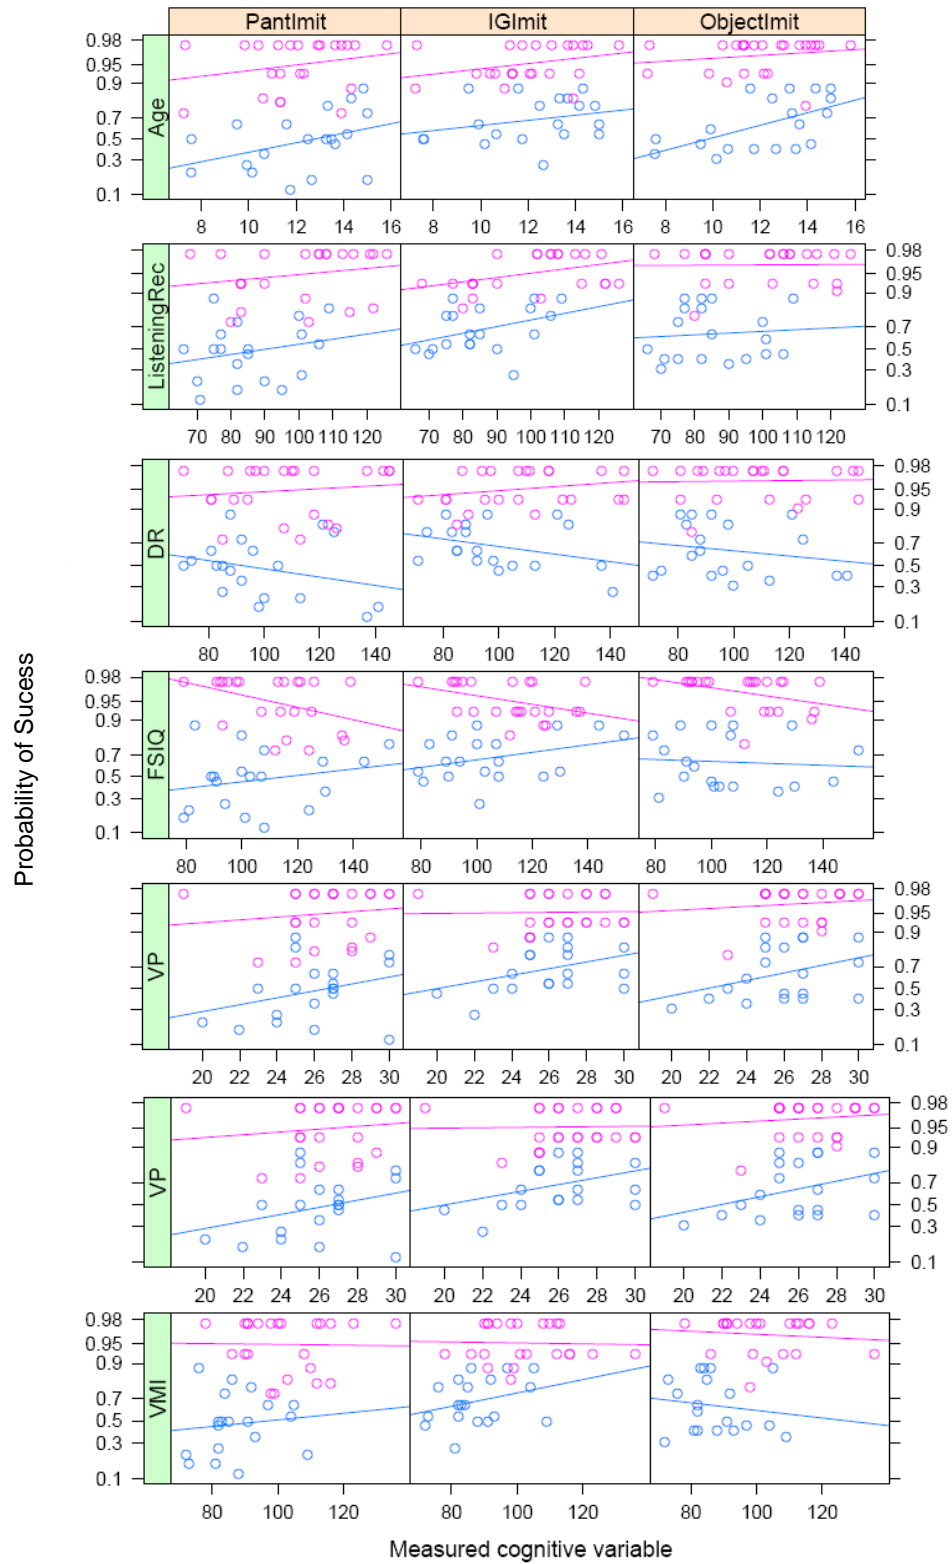 PantImit IGImit ObjectImit
0.98
0.95
0.9
0.7
0.5
0.3
0.1
Age
8 10 12 14 16 8 10 12 14 16 8 10 12 14 16
ListeningRec
0.98
0.95
0.9
0.7
0.5
0.3
0.1
70 80 90 100 120 70 80 90 100 120 70 80 90 100 120
0.98
0.95
0.9
0.7
0.5
0.3
0.1
DR
80 100 120 140 80 100 120 140 80 100 120 140
0.98
0.95
0.9
0.7
0.5
0.3
0.1
FSIQ
80 100 120 140 80 100 120 140 80 100 120 140
VP
0.98
0.95
0.9
0.7
0.5
0.3
0.1
20 22 24 26 28 30 20 22 24 26 28 30 20 22 24 26 28 30
VP
0.98
0.95
0.9
0.7
0.5
0.3
0.1
20 22 24 26 28 30 20 22 24 26 28 30 20 22 24 26 28 30
0.98
0.95
0.9
0.7
0.5
0.3
0.1
VMI
80 100 120 80 100 120 80 100 120
Probability of Sucess
Measured cognitive variable